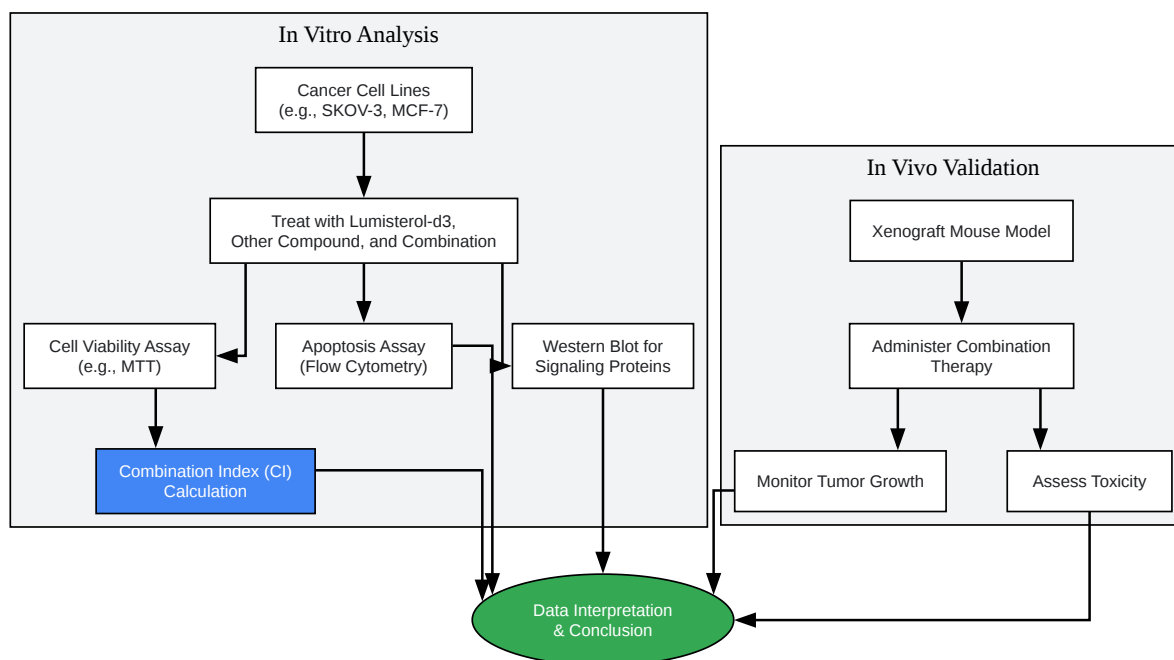 In Vitro Analysis
Cancer Cell Lines
(e.g., SKOV-3, MCF-7)
Treat with Lumisterol-d3,
Other Compound, and Combination
Cell Viability Assay
(e.g., MTT)
Apoptosis Assay
(Flow Cytometry)
Western Blot for
Signaling Proteins
Combination Index (CI)
Calculation
In Vivo Validation
Xenograft Mouse Model
Administer Combination
Therapy
Monitor Tumor Growth
Assess Toxicity
Data Interpretation
& Conclusion